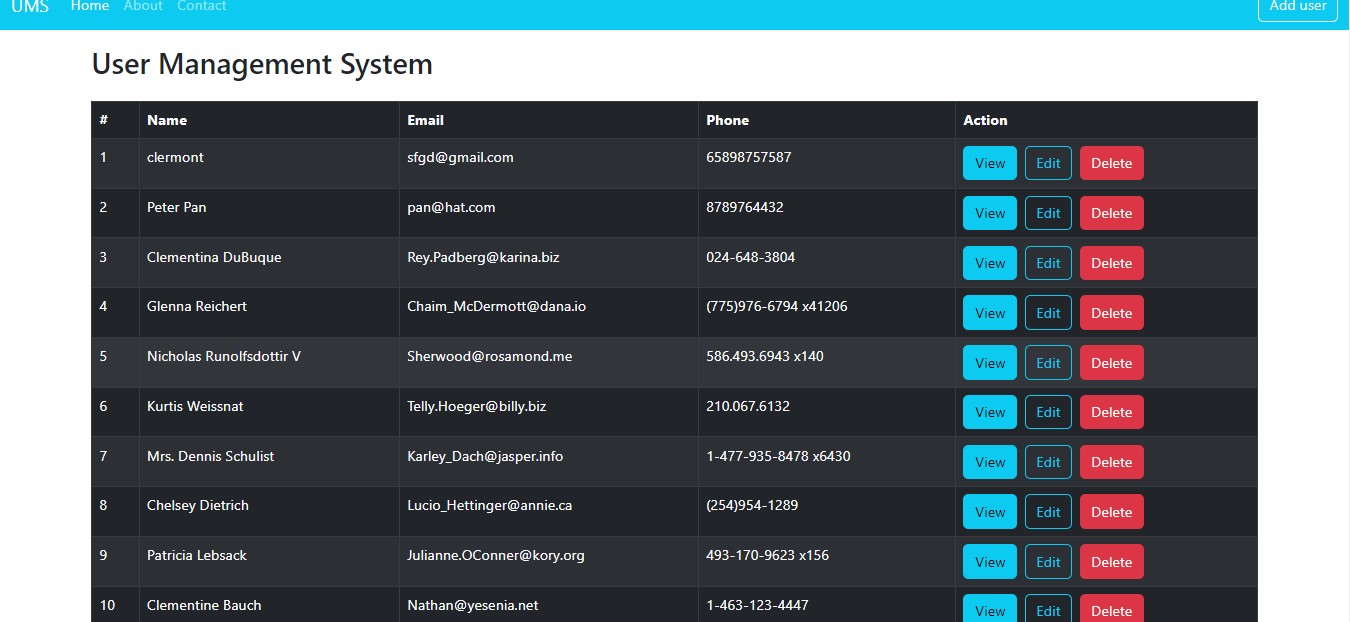 UMS Home About Contact Add user
User Management System
# Name Email Phone Action
1 clermont sfgd@gmail.com 65898757587 View Edit Delete
2 Peter Pan pan@hat.com 8789764432 View Edit Delete
3 Clementina DuBuque Rey.Padberg@karina.biz 024-648-3804 View Edit Delete
4 Glenna Reichert Chaim_McDermott@dana.io (775)976-6794 x41206 View Edit Delete
5 Nicholas Runolfsdottir V Sherwood@rosamond.me 586.493.6943 x140 View Edit Delete
6 Kurtis Weissnat Telly.Hoeger@billy.biz 210.067.6132 View Edit Delete
7 Mrs. Dennis Schulist Karley_Dach@jasper.info 1-477-935-8478 x6430 View Edit Delete
8 Chelsey Dietrich Lucio_Hettinger@annie.ca (254)954-1289 View Edit Delete
9 Patricia Lebsack Julianne.OConner@kory.org 493-170-9623 x156 View Edit Delete
10 Clementine Bauch Nathan@yesenia.net 1-463-123-4447 View Edit Delete